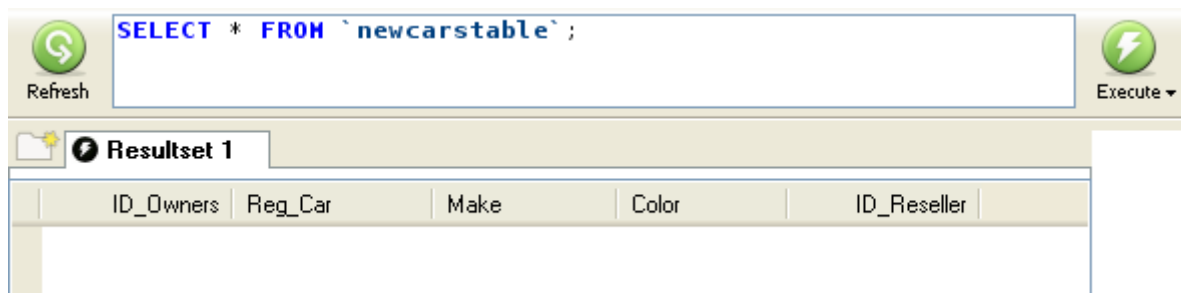 SELECT * FROM `newcarstable`;
Refresh
Execute
Resultset 1
ID_Owners Reg_Car Make Color ID_Reseller